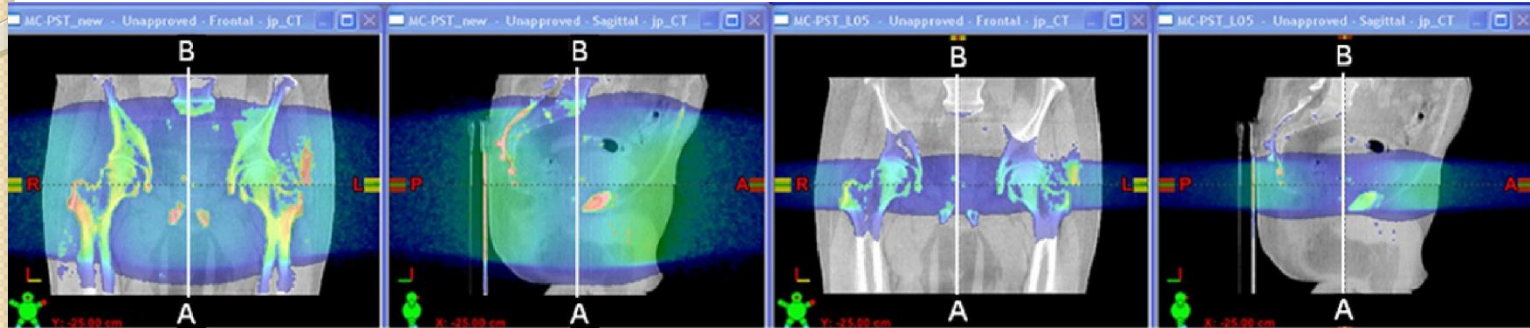 MC-PST_new - Unapproved - Frontal - jp_CT
B
R
L
L
A
Y: -25.00 cm
MC-PST_new - Unapproved - Sagittal - jp_CT
B
P
A
A
X: -25.00 cm
MC-PST_L05 - Unapproved - Frontal - jp_CT
B
R
L
L
A
Y: -25.00 cm
MC-PST_L05 - Unapproved - Sagittal - jp_CT
B
P
A
L
A
X: -25.00 cm